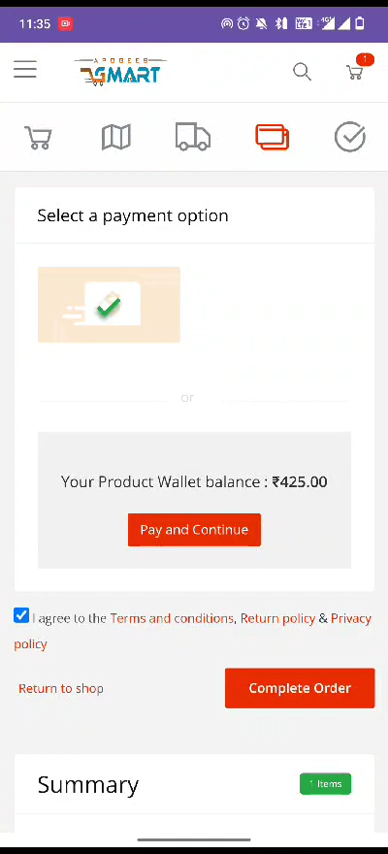 11:35
4G
1
APOGEES
SMART
Select a payment option
or
Your Product Wallet balance : ₹425.00
Pay and Continue
I agree to the Terms and conditions, Return policy & Privacy
policy
Return to shop
Complete Order
Summary
1 Items